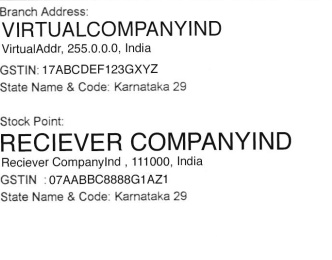 Branch Address:
VIRTUALCOMPANYIND
VirtualAddr, 255.0.0.0, India
GSTIN: 17ABCDEF123GXYZ
State Name & Code: Karnataka 29
Stock Point:
RECIEVER COMPANYIND
Reciever CompanyInd , 111000, India
GSTIN : 07AABBC8888G1AZ1
State Name & Code: Karnataka 29